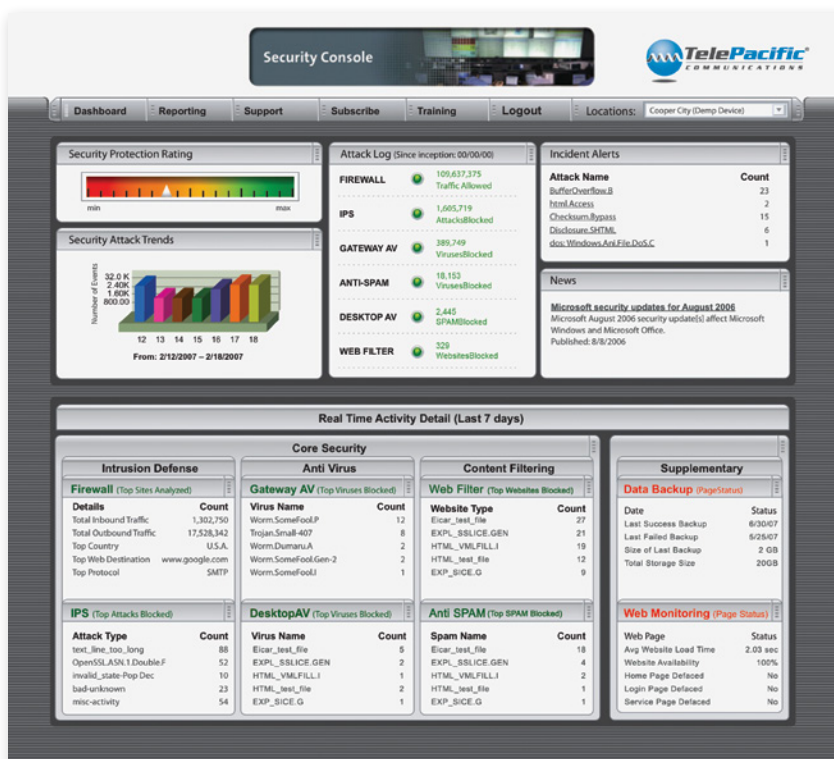 Security Console
TelePacific®
COMMUNICATIONS
Dashboard Reporting Support Subscribe Training Logout Locations: Cooper City (Demp Device)
Security Protection Rating
min max
Security Attack Trends
Number of Events
32.0 K
2.40K
1.60K
800.00
12 13 14 15 16 17 18
From: 2/12/2007 – 2/18/2007
Attack Log (Since inception: 00/00/00)
FIREWALL 109,637,375
Traffic Allowed
IPS 1,605,719
AttacksBlocked
GATEWAY AV 389,749
VirusesBlocked
ANTI-SPAM 18,153
VirusesBlocked
DESKTOP AV 2,445
SPAMBlocked
WEB FILTER 329
WebsitesBlocked
Incident Alerts
Attack Name Count
BufferOverflow.B 23
html.Access 2
Checksum.Bypass 15
Disclosure.SHTML 6
dos: Windows.Ani.File.DoS.C 1
News
Microsoft security updates for August 2006
Microsoft August 2006 security update[s] affect Microsoft
Windows and Microsoft Office.
Published: 8/8/2006
Real Time Activity Detail (Last 7 days)
Core Security
Intrusion Defense
Firewall (Top Sites Analyzed)
Details Count
Total Inbound Traffic 1,302,750
Total Outbound Traffic 17,528,342
Top Country U.S.A.
Top Web Destination www.google.com
Top Protocol SMTP
IPS (Top Attacks Blocked)
Attack Type Count
text_line_too_long 88
OpenSSL.ASN.1.Double.F 52
invalid_state-Pop Dec 10
bad-unknown 23
misc-activity 54
Anti Virus
Gateway AV (Top Viruses Blocked)
Virus Name Count
Worm.SomeFool.P 12
Trojan.Small-407 8
Worm.Dumaru.A 2
Worm.SomeFool.Gen-2 2
Worm.SomeFool.I 1
DesktopAV (Top Viruses Blocked)
Virus Name Count
Eicar_test_file 5
EXPL_SSLICE.GEN 2
HTML_VMLFILL.I 1
HTML_test_file 2
EXP_SICE.G 1
Content Filtering
Web Filter (Top Websites Blocked)
Website Type Count
Eicar_test_file 27
EXPL_SSLICE.GEN 21
HTML_VMLFILL.I 19
HTML_test_file 12
EXP_SICE.G 9
Anti SPAM (Top SPAM Blocked)
Spam Name Count
Eicar_test_file 18
EXPL_SSLICE.GEN 4
HTML_VMLFILL.I 2
HTML_test_file 1
EXP_SICE.G 1
Supplementary
Data Backup (PageStatus)
Date Status
Last Success Backup 6/30/07
Last Failed Backup 5/25/07
Size of Last Backup 2 GB
Total Storage Size 20GB
Web Monitoring (Page Status)
Web Page Status
Avg Website Load Time 2.03 sec
Website Availability 100%
Home Page Defaced No
Login Page Defaced No
Service Page Defaced No